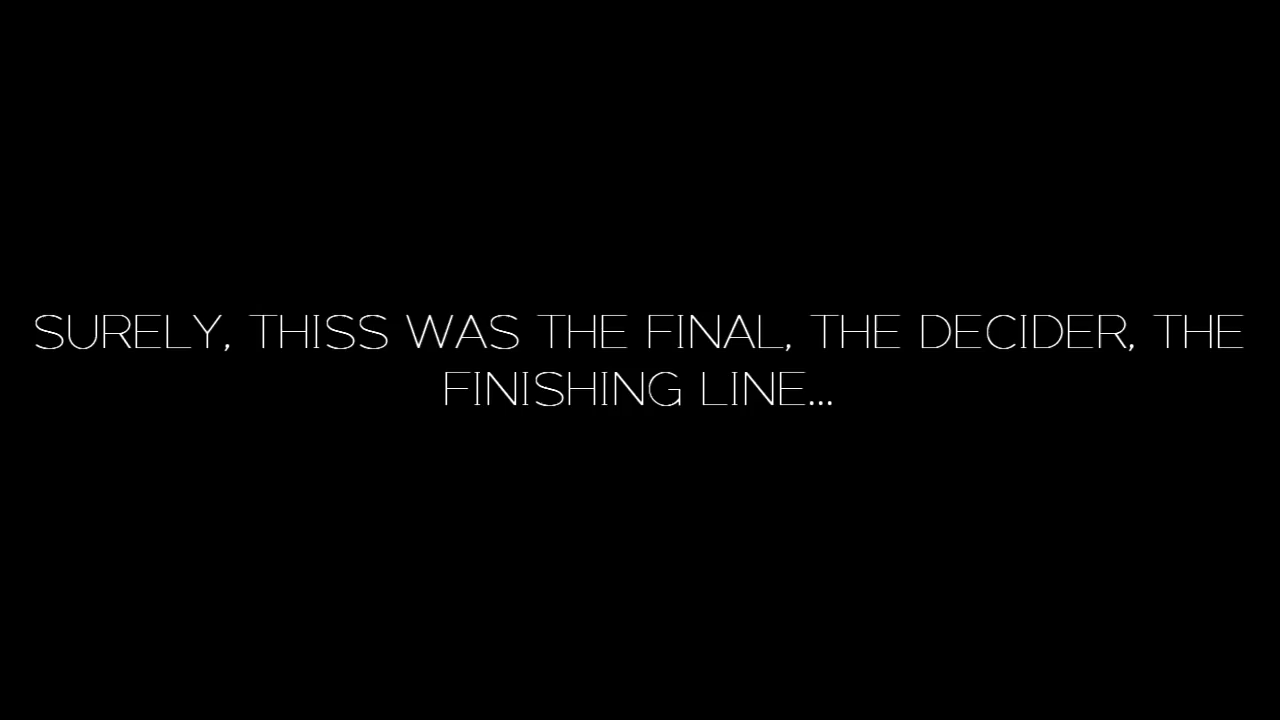 SURELY, THISS WAS THE FINAL, THE DECIDER, THE
FINISHING LINE...